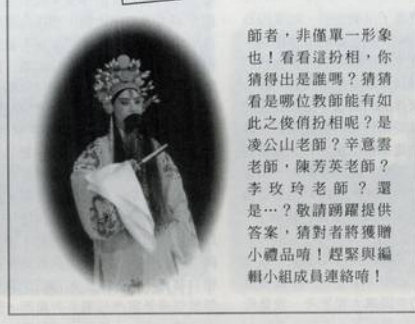 師者，非僅單一形象
也！看看這扮相，你
猜得出是誰嗎？猜猜
看是哪位教師能有如
此之俊俏扮相呢？是
凌公山老師？辛意雲
老師，陳芳英老師？
李玫玲老師？還
是…？敬請踴躍提供
答案，猜對者將獲贈
小禮品唷！趕緊與編
輯小組成員連絡唷！